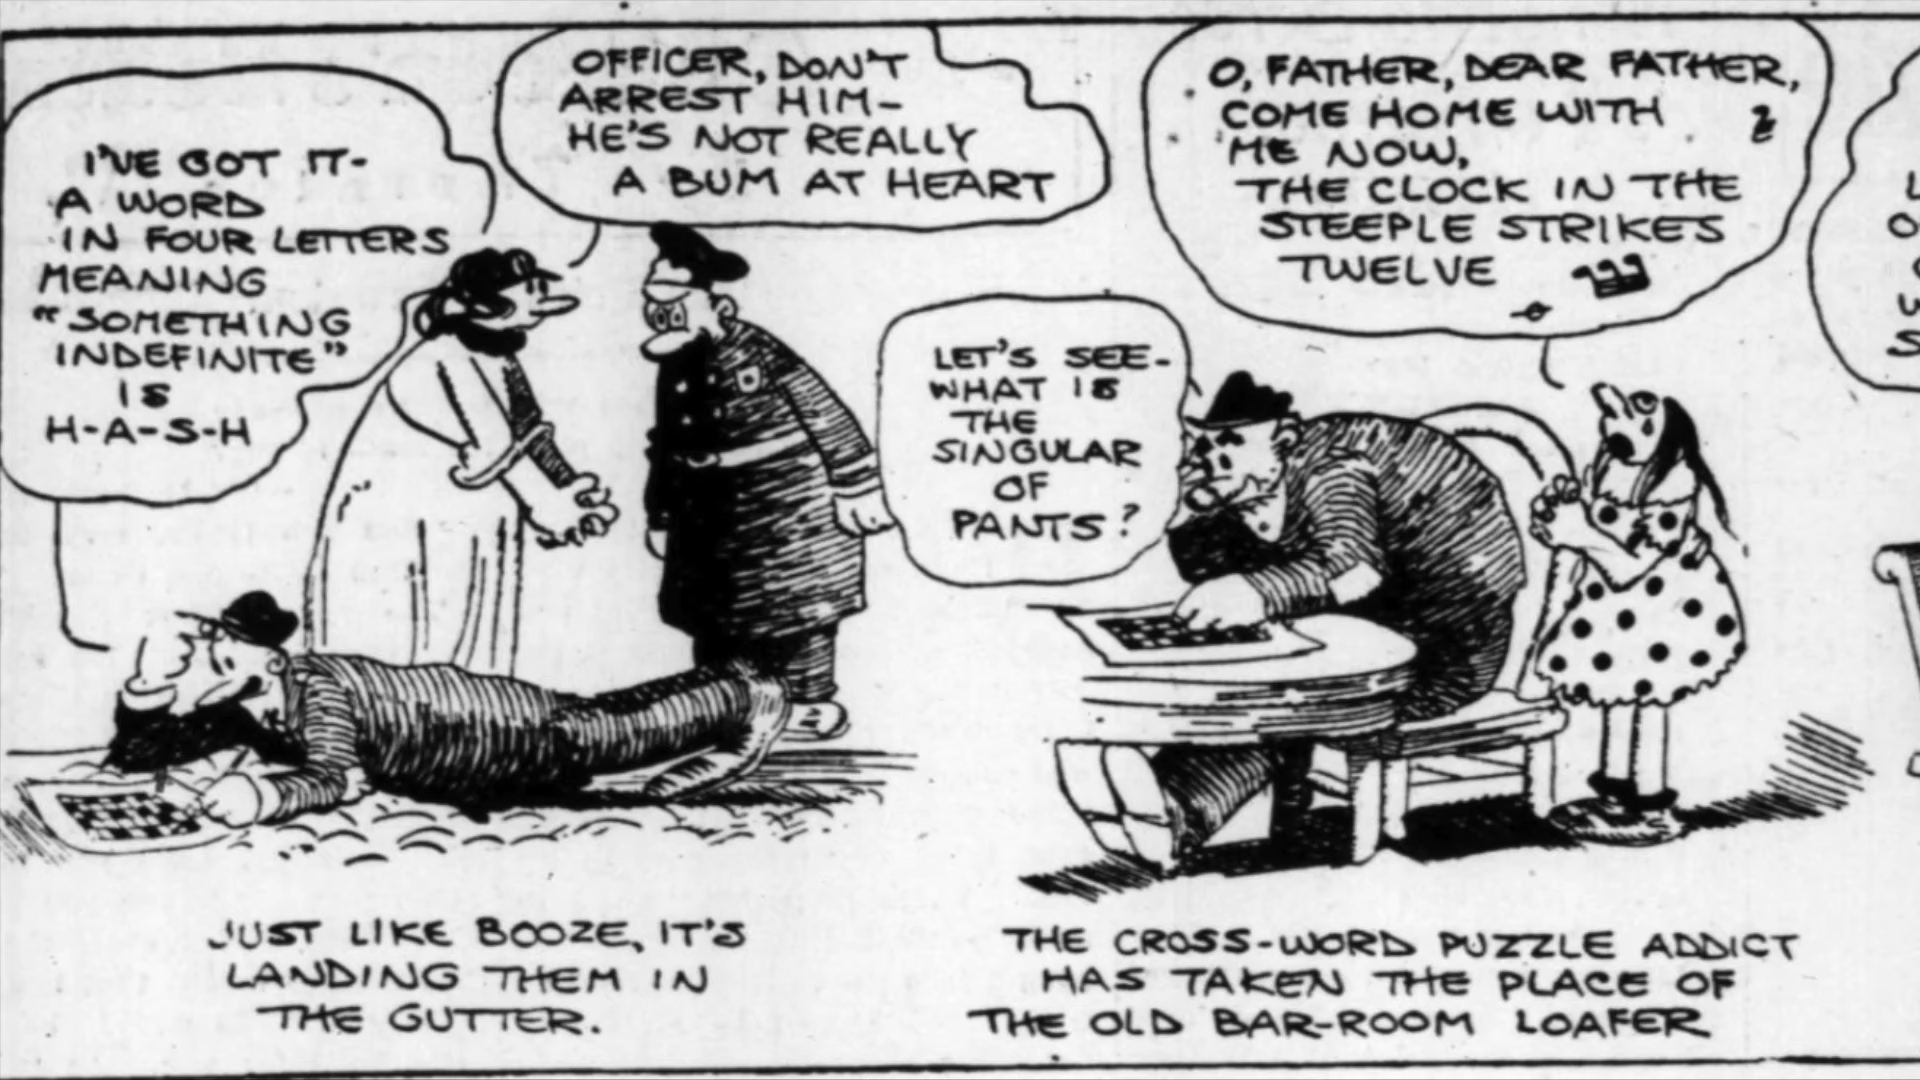 I'VE GOT IT-
A WORD
IN FOUR LETTERS
MEANING
"SOMETHING
INDEFINITE"
IS
H-A-S-H
OFFICER, DON'T
ARREST HIM-
HE'S NOT REALLY
A BUM AT HEART
JUST LIKE BOOZE, IT'S
LANDING THEM IN
THE GUTTER.
LET'S SEE-
WHAT IS
THE
SINGULAR
OF
PANTS?
O, FATHER, DEAR FATHER,
COME HOME WITH
ME NOW,
THE CLOCK IN THE
STEEPLE STRIKES
TWELVE
THE CROSS-WORD PUZZLE ADDICT
HAS TAKEN THE PLACE OF
THE OLD BAR-ROOM LOAFER